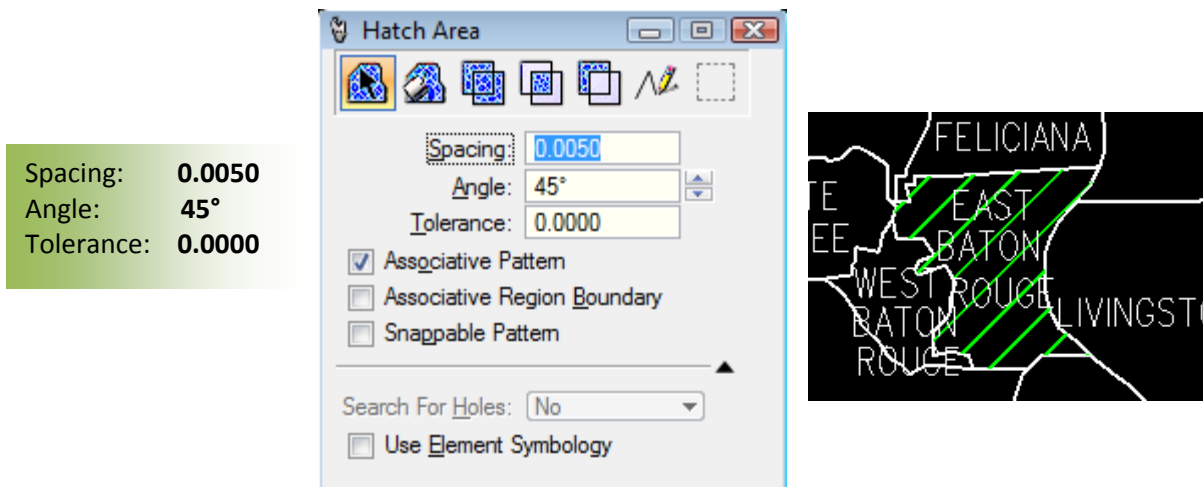 Spacing: 0.0050
Angle: 45°
Tolerance: 0.0000
Hatch Area
Spacing: 0.0050
Angle: 45°
Tolerance: 0.0000
Associative Pattern
Associative Region Boundary
Snappable Pattern
Search For Holes: No
Use Element Symbology
FELICIANA
TE
EE
EAST
BATON
ROUGE
WEST
BATON
ROUGE
LIVINGST